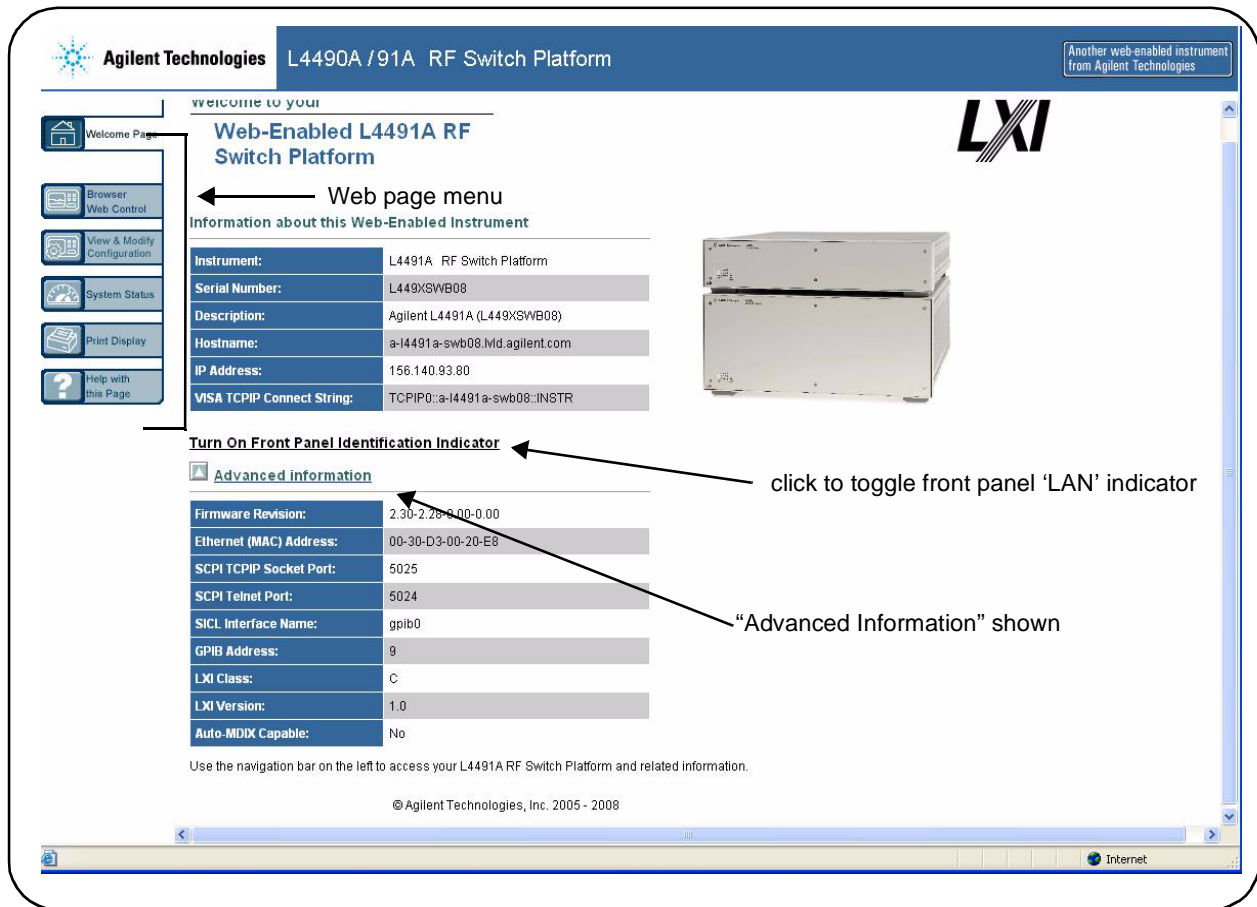 Agilent Technologies
L4490A / 91A RF Switch Platform
Another web-enabled instrument
from Agilent Technologies
Welcome to your
Web-Enabled L4491A RF
Switch Platform
LXI
Welcome Page
Browser
Web Control
View & Modify
Configuration
System Status
Print Display
Help with
this Page
Web page menu
Information about this Web-Enabled Instrument
Instrument: L4491A RF Switch Platform
Serial Number: L449XSWB08
Description: Agilent L4491A (L449XSWB08)
Hostname: a-l4491a-swb08.lvld.agilent.com
IP Address: 156.140.93.80
VISA TCPIP Connect String: TCPIP0::a-l4491a-swb08::INSTR
Turn On Front Panel Identification Indicator
click to toggle front panel ‘LAN’ indicator
Advanced information
Firmware Revision: 2.30-2.28-0.00-0.00
Ethernet (MAC) Address: 00-30-D3-00-20-E8
SCPI TCPIP Socket Port: 5025
SCPI Telnet Port: 5024
SICL Interface Name: gpib0
GPIB Address: 9
LXI Class: C
LXI Version: 1.0
Auto-MDIX Capable: No
“Advanced Information” shown
Use the navigation bar on the left to access your L4491A RF Switch Platform and related information.
© Agilent Technologies, Inc. 2005 - 2008
Internet